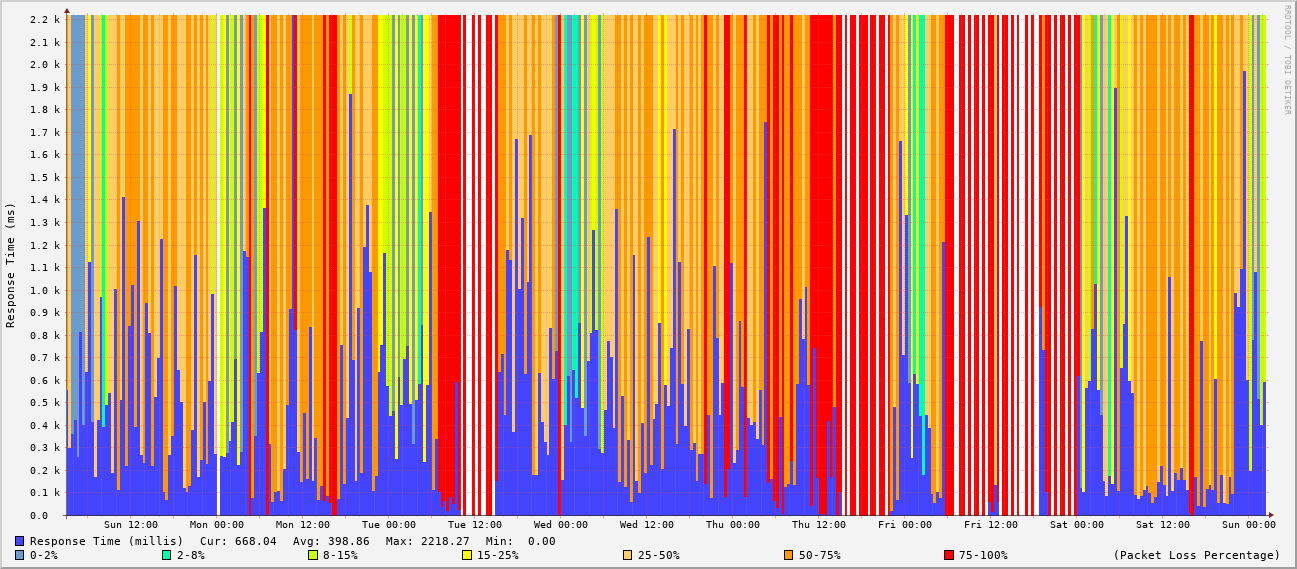 2.2 k
2.1 k
2.0 k
1.9 k
1.8 k
1.7 k
1.6 k
1.5 k
1.4 k
1.3 k
1.2 k
1.1 k
1.0 k
0.9 k
0.8 k
0.7 k
0.6 k
0.5 k
0.4 k
0.3 k
0.2 k
0.1 k
0.0
Response Time (ms)
RRDTOOL / TOBI OETIKER
Sun 12:00 Mon 00:00 Mon 12:00 Tue 00:00 Tue 12:00 Wed 00:00 Wed 12:00 Thu 00:00 Thu 12:00 Fri 00:00 Fri 12:00 Sat 00:00 Sat 12:00 Sun 00:00
Response Time (millis) Cur: 668.04 Avg: 398.86 Max: 2218.27 Min: 0.00
0-2% 2-8% 8-15% 15-25% 25-50% 50-75% 75-100% (Packet Loss Percentage)